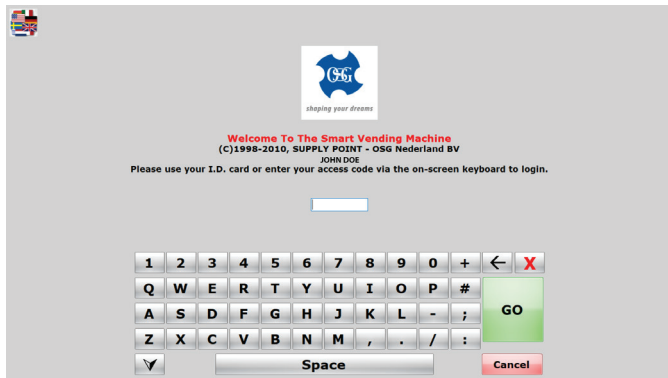 OSG
shaping your dreams
Welcome To The Smart Vending Machine
(C)1998-2010, SUPPLY POINT - OSG Nederland BV
JOHN DOE
Please use your I.D. card or enter your access code via the on-screen keyboard to login.
1 2 3 4 5 6 7 8 9 0 + ← X
Q W E R T Y U I O P #
A S D F G H J K L - ; GO
Z X C V B N M , . / :
Space Cancel